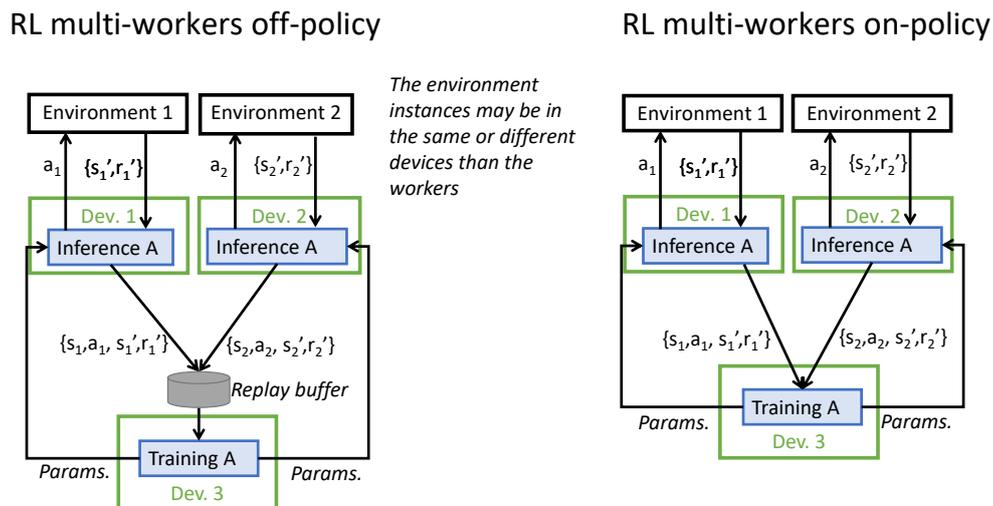 RL multi-workers off-policy
Environment 1
Environment 2
a₁
{s₁’,r₁’}
a₂
{s₂’,r₂’}
Dev. 1
Dev. 2
Inference A
Inference A
{s₁,a₁, s₁’,r₁’}
{s₂,a₂, s₂’,r₂’}
Replay buffer
Training A
Params.
Params.
Dev. 3
The environment
instances may be in
the same or different
devices than the
workers
RL multi-workers on-policy
Environment 1
Environment 2
a₁
{s₁’,r₁’}
a₂
{s₂’,r₂’}
Dev. 1
Dev. 2
Inference A
Inference A
{s₁,a₁, s₁’,r₁’}
{s₂,a₂, s₂’,r₂’}
Training A
Params.
Params.
Dev. 3